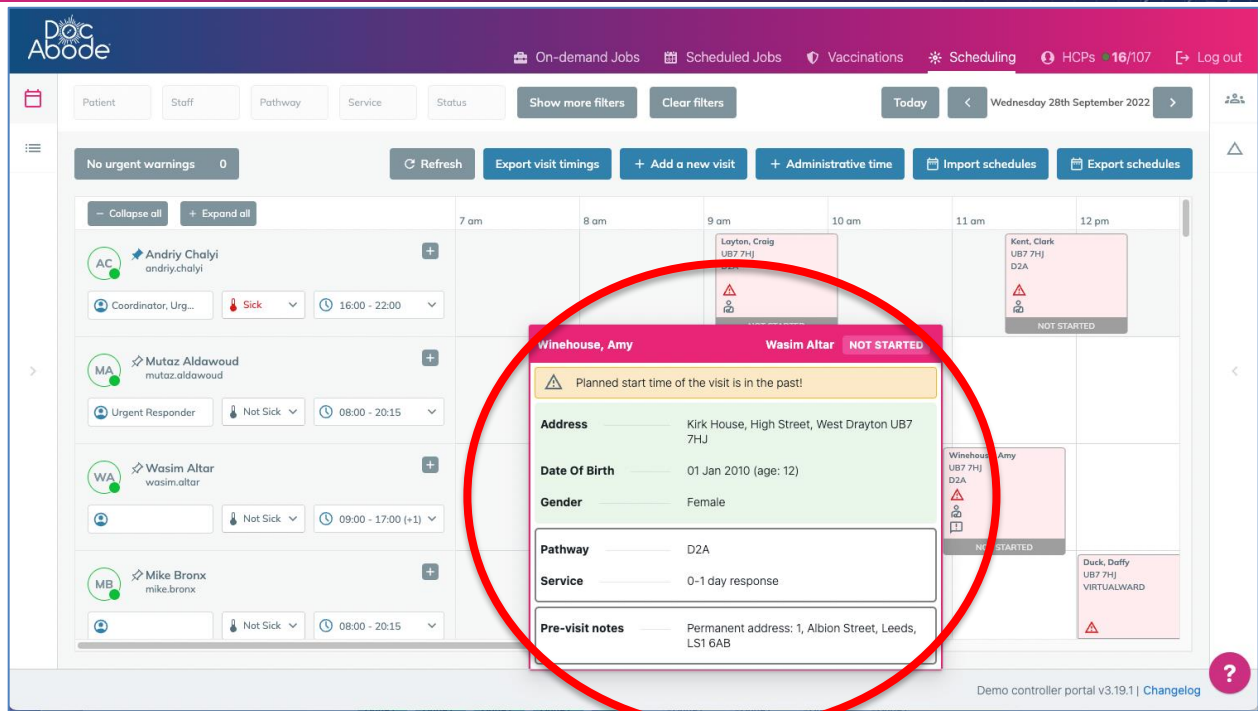 Doc
Abode
On-demand Jobs
Scheduled Jobs
Vaccinations
Scheduling
HCPs 16/107
Log out
Patient
Staff
Pathway
Service
Status
Show more filters
Clear filters
Today
Wednesday 28th September 2022
No urgent warnings 0
Refresh
Export visit timings
+ Add a new visit
+ Administrative time
Import schedules
Export schedules
− Collapse all
+ Expand all
7 am
8 am
9 am
10 am
11 am
12 pm
AC
Andriy Chalyi
andriy.chalyi
Coordinator, Urg...
Sick
16:00 - 22:00
Layton, Craig
UB7 7HJ
D2A
NOT STARTED
Kent, Clark
UB7 7HJ
D2A
NOT STARTED
MA
Mutaz Aldawoud
mutaz.aldawoud
Urgent Responder
Not Sick
08:00 - 20:15
WA
Wasim Altar
wasim.altar
Not Sick
09:00 - 17:00 (+1)
Winehouse, Amy
UB7 7HJ
D2A
NOT STARTED
MB
Mike Bronx
mike.bronx
Not Sick
08:00 - 20:15
Duck, Daffy
UB7 7HJ
VIRTUALWARD
Winehouse, Amy
Wasim Altar
NOT STARTED
Planned start time of the visit is in the past!
Address
Kirk House, High Street, West Drayton UB7
7HJ
Date Of Birth
01 Jan 2010 (age: 12)
Gender
Female
Pathway
D2A
Service
0-1 day response
Pre-visit notes
Permanent address: 1, Albion Street, Leeds,
LS1 6AB
?
Demo controller portal v3.19.1 | Changelog